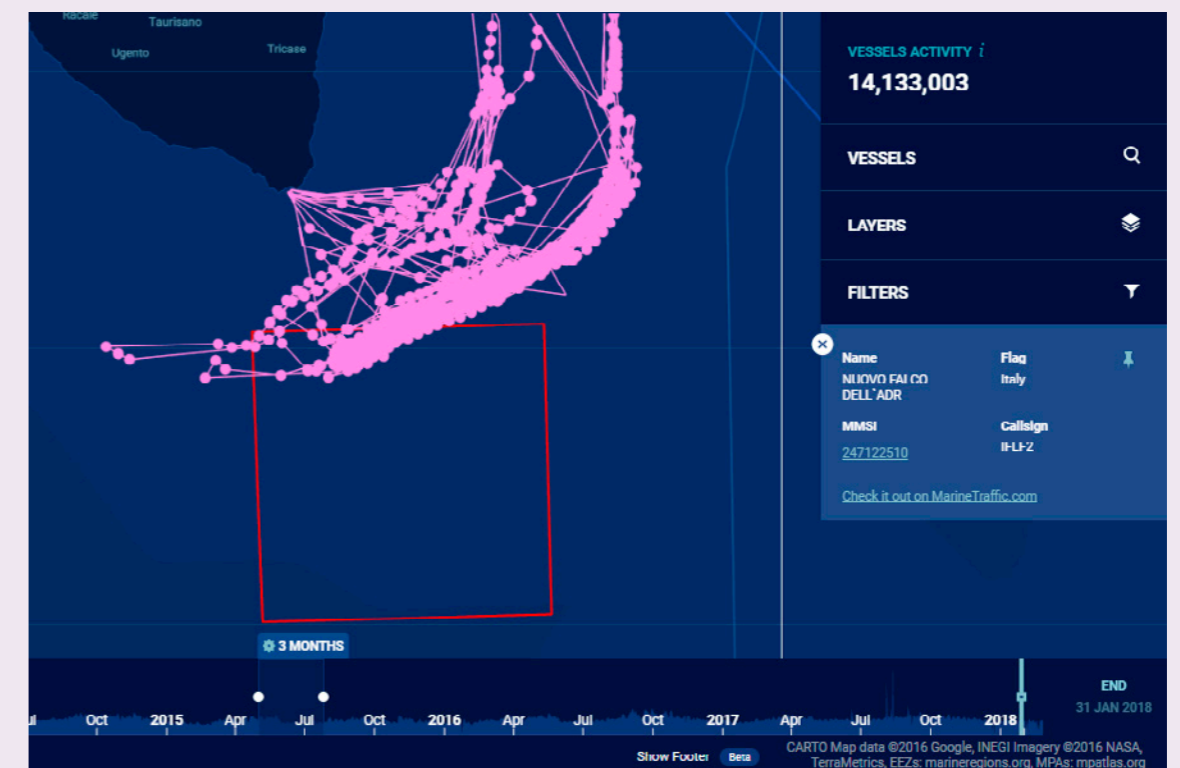 Racale
Taurisano
Ugento
Tricase
VESSELS ACTIVITY i
14,133,003
VESSELS
LAYERS
FILTERS
Name
Flag
NUOVO FALCO
DELL`ADR
Italy
MMSI
Callsign
247122510
IFLF2
Check it out on MarineTraffic.com
3 MONTHS
Oct 2015 Apr Jul Oct 2016 Apr Jul Oct 2017 Apr Jul Oct 2018
END
31 JAN 2018
Show Footer Beta
CARTO Map data ©2016 Google, INEGI Imagery ©2016 NASA,
TerraMetrics, EEZs: marineregions.org, MPAs: mpatlas.org